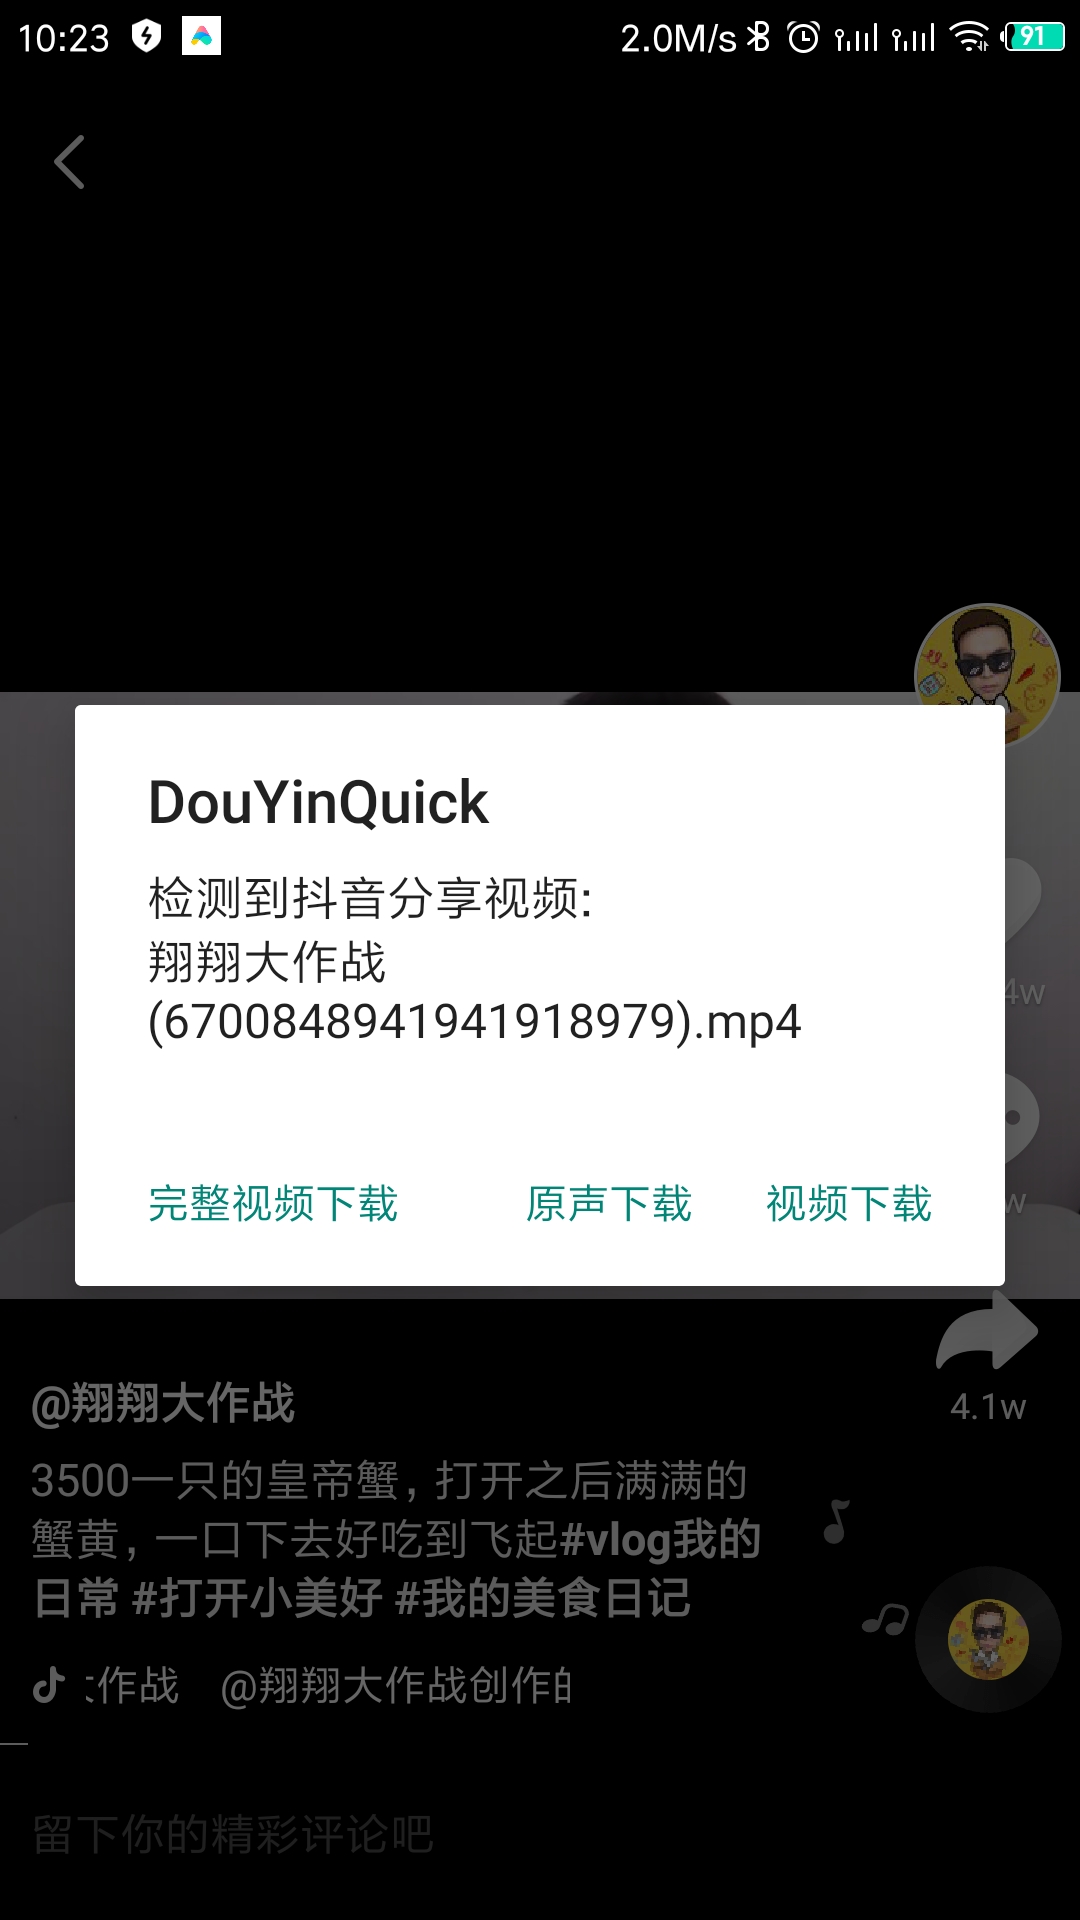 10:23
2.0M/s
91
DouYinQuick
检测到抖音分享视频:
翔翔大作战
(6700848941941918979).mp4
4w
完整视频下载
原声下载
视频下载
w
4.1w
@翔翔大作战
3500一只的皇帝蟹，打开之后满满的
蟹黄，一口下去好吃到飞起#vlog我的
日常 #打开小美好 #我的美食日记
作战 @翔翔大作战创作的
留下你的精彩评论吧